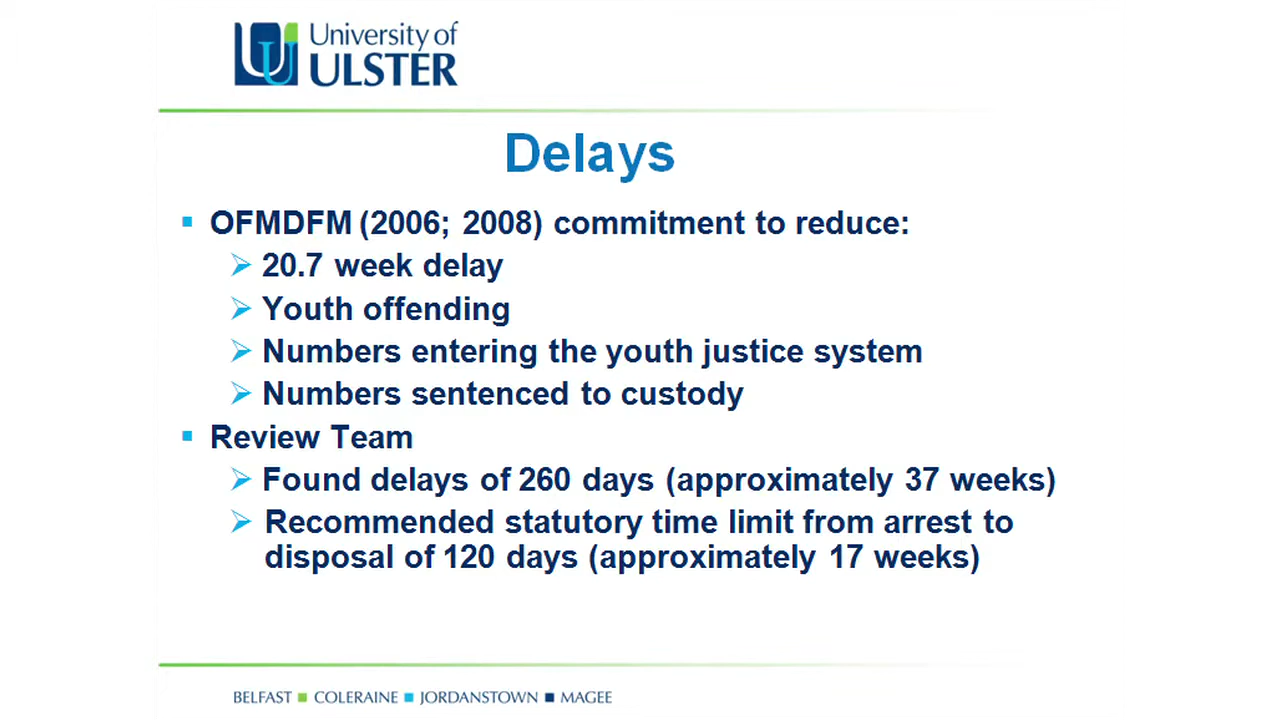 University of
ULSTER
Delays
OFMDFM (2006; 2008) commitment to reduce:
20.7 week delay
Youth offending
Numbers entering the youth justice system
Numbers sentenced to custody
Review Team
Found delays of 260 days (approximately 37 weeks)
Recommended statutory time limit from arrest to
disposal of 120 days (approximately 17 weeks)
BELFAST COLERAINE JORDANSTOWN MAGEE